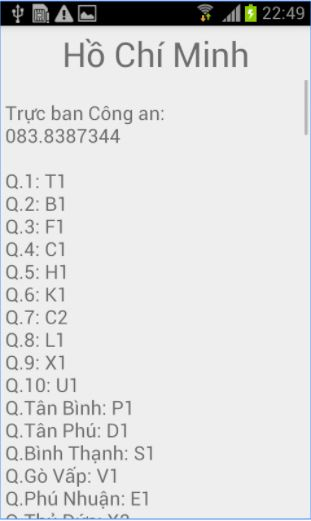 22:49
Hồ Chí Minh
Trực ban Công an:
083.8387344
Q.1: T1
Q.2: B1
Q.3: F1
Q.4: C1
Q.5: H1
Q.6: K1
Q.7: C2
Q.8: L1
Q.9: X1
Q.10: U1
Q.Tân Bình: P1
Q.Tân Phú: D1
Q.Bình Thạnh: S1
Q.Gò Vấp: V1
Q.Phú Nhuận: E1